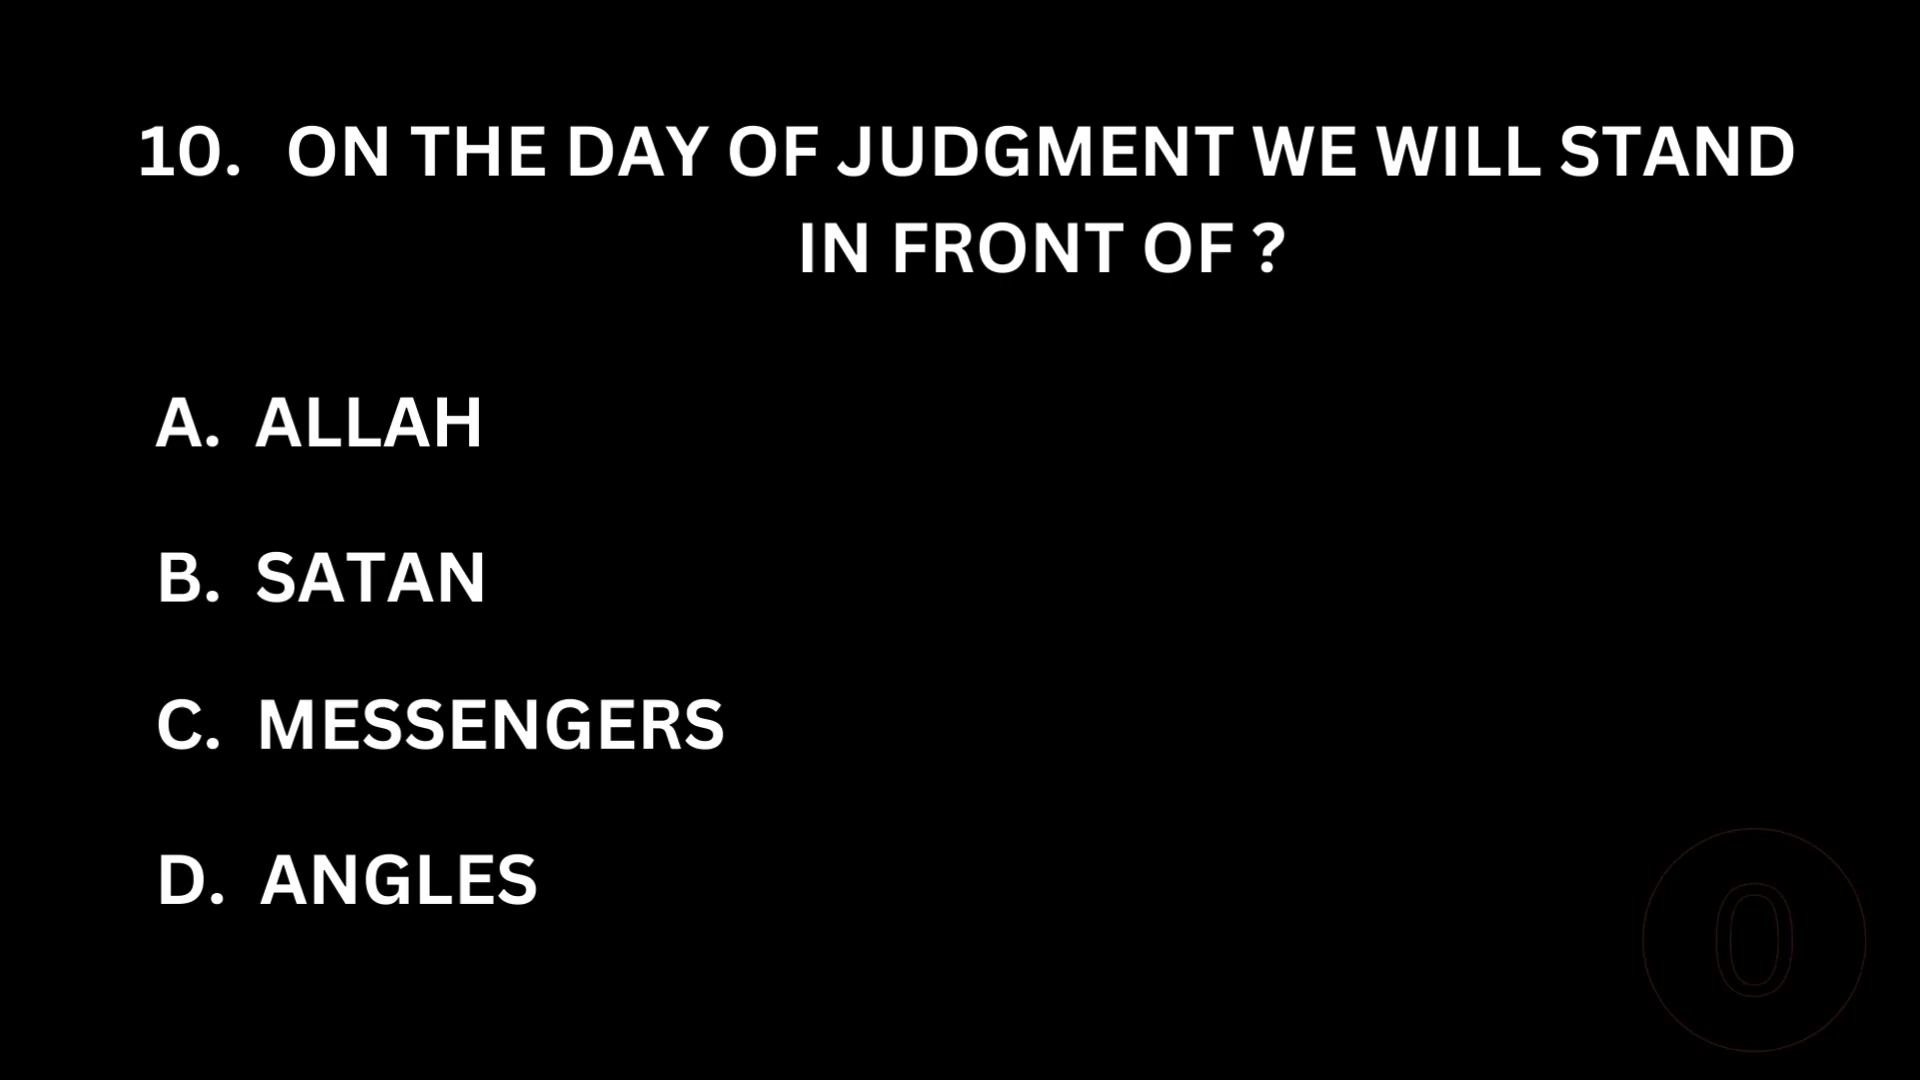 10. ON THE DAY OF JUDGMENT WE WILL STAND
IN FRONT OF ?
A. ALLAH
B. SATAN
C. MESSENGERS
D. ANGLES
0